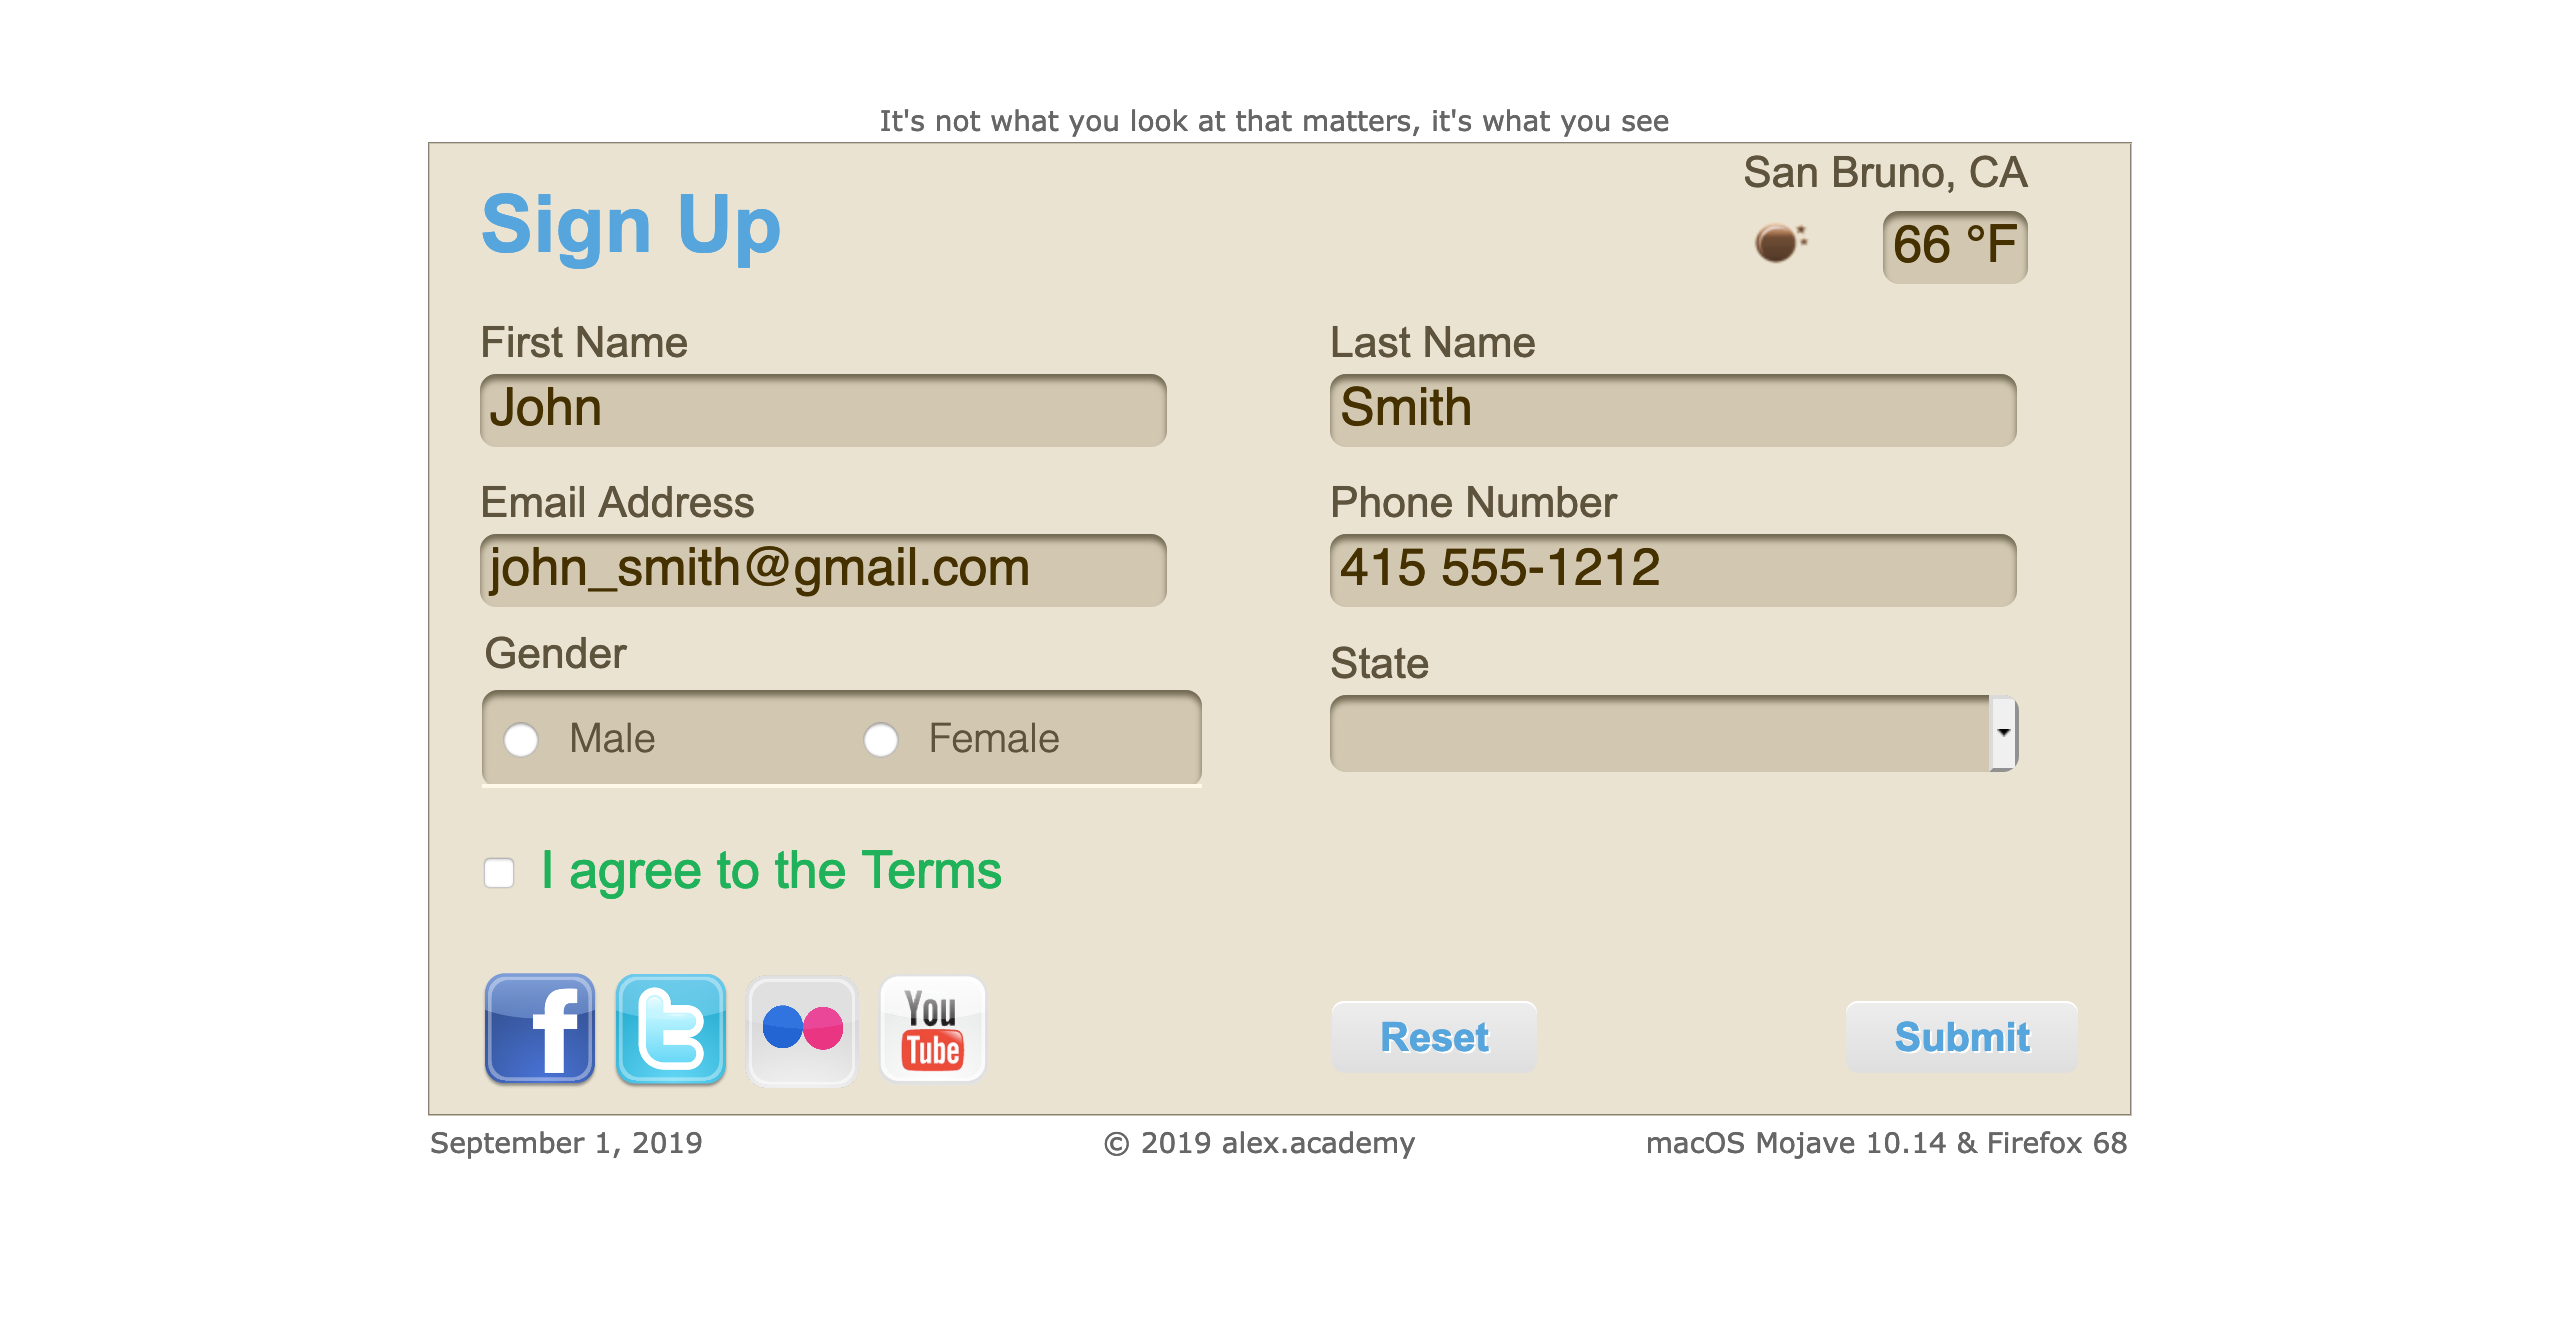 It's not what you look at that matters, it's what you see
San Bruno, CA
Sign Up
66 °F
First Name
Last Name
John
Smith
Email Address
Phone Number
john_smith@gmail.com
415 555-1212
Gender
State
Male
Female
I agree to the Terms
f
t
You
Tube
Reset
Submit
September 1, 2019
© 2019 alex.academy
macOS Mojave 10.14 & Firefox 68